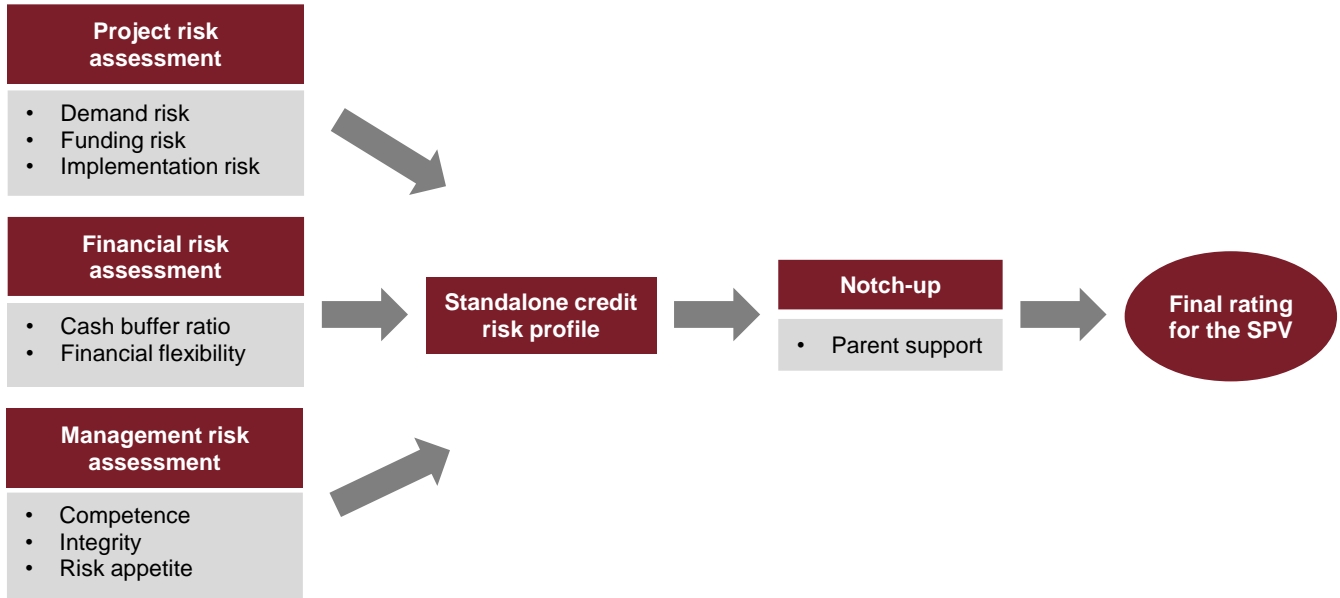 Project risk
assessment
• Demand risk
• Funding risk
• Implementation risk
Financial risk
assessment
• Cash buffer ratio
• Financial flexibility
Management risk
assessment
• Competence
• Integrity
• Risk appetite
Standalone credit
risk profile
Notch-up
• Parent support
Final rating
for the SPV